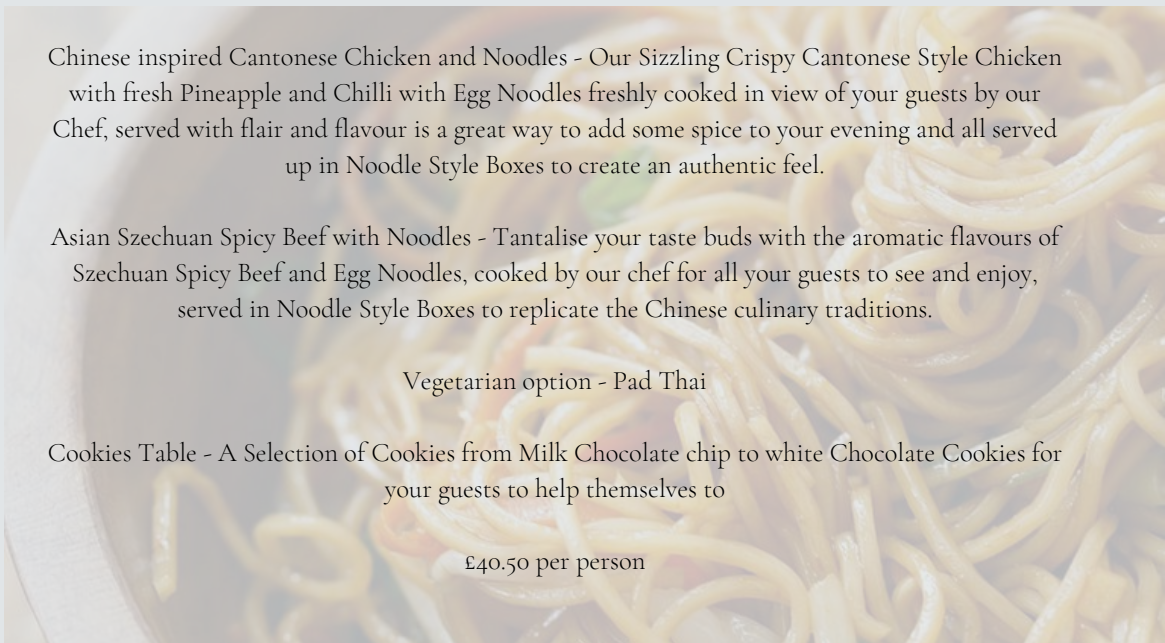 Chinese inspired Cantonese Chicken and Noodles - Our Sizzling Crispy Cantonese Style Chicken
with fresh Pineapple and Chilli with Egg Noodles freshly cooked in view of your guests by our
Chef, served with flair and flavour is a great way to add some spice to your evening and all served
up in Noodle Style Boxes to create an authentic feel.
Asian Szechuan Spicy Beef with Noodles - Tantalise your taste buds with the aromatic flavours of
Szechuan Spicy Beef and Egg Noodles, cooked by our chef for all your guests to see and enjoy,
served in Noodle Style Boxes to replicate the Chinese culinary traditions.
Vegetarian option - Pad Thai
Cookies Table - A Selection of Cookies from Milk Chocolate chip to white Chocolate Cookies for
your guests to help themselves to
£40.50 per person